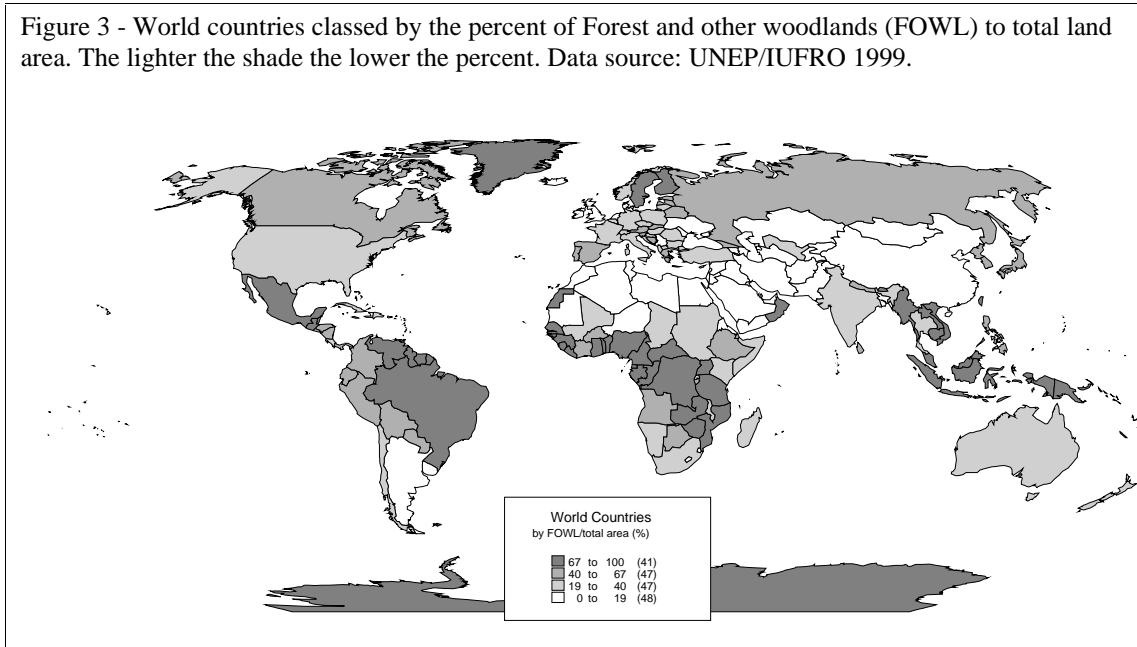 Figure 3 - World countries classed by the percent of Forest and other woodlands (FOWL) to total land
area. The lighter the shade the lower the percent. Data source: UNEP/IUFRO 1999.
World Countries
by FOWL/total area (%)
67 to 100 (41)
40 to 67 (47)
19 to 40 (47)
0 to 19 (48)